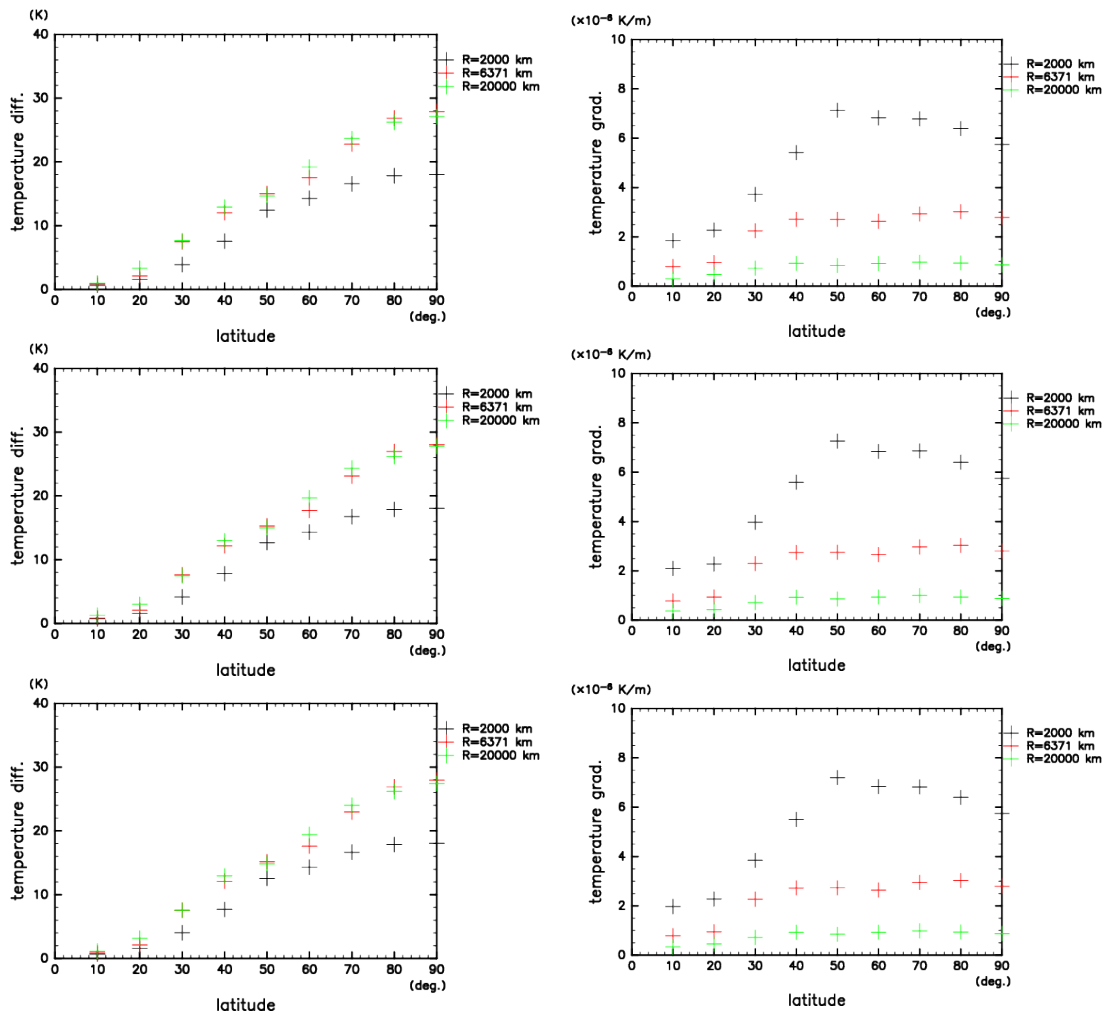 (K)
40
30
20
10
0
temperature diff.
R=2000 km
R=6371 km
R=20000 km
0 10 20 30 40 50 60 70 80 90
(deg.)
latitude
(×10⁻⁶ K/m)
10
8
6
4
2
0
temperature grad.
R=2000 km
R=6371 km
R=20000 km
0 10 20 30 40 50 60 70 80 90
(deg.)
latitude
(K)
40
30
20
10
0
temperature diff.
R=2000 km
R=6371 km
R=20000 km
0 10 20 30 40 50 60 70 80 90
(deg.)
latitude
(×10⁻⁶ K/m)
10
8
6
4
2
0
temperature grad.
R=2000 km
R=6371 km
R=20000 km
0 10 20 30 40 50 60 70 80 90
(deg.)
latitude
(K)
40
30
20
10
0
temperature diff.
R=2000 km
R=6371 km
R=20000 km
0 10 20 30 40 50 60 70 80 90
(deg.)
latitude
(×10⁻⁶ K/m)
10
8
6
4
2
0
temperature grad.
R=2000 km
R=6371 km
R=20000 km
0 10 20 30 40 50 60 70 80 90
(deg.)
latitude